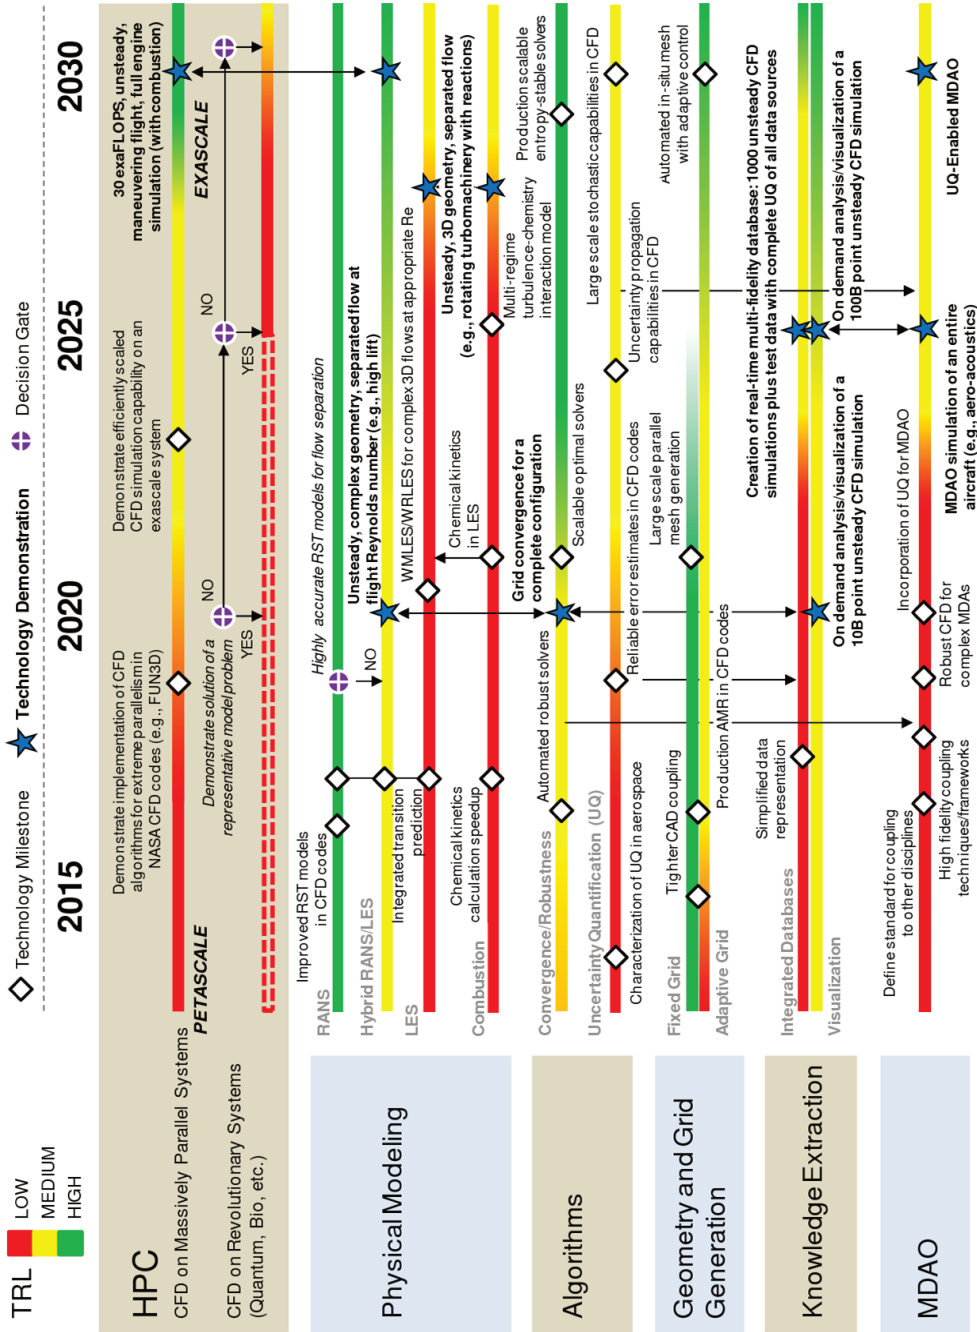 TRL
LOW
MEDIUM
HIGH
Technology Milestone
Technology Demonstration
Decision Gate
2015
2020
2025
2030
HPC
CFD on Massively Parallel Systems
CFD on Revolutionary Systems
(Quantum, Bio, etc.)
Demonstrate implementation of CFD
algorithms for extreme parallelism in
NASA CFD codes (e.g., FUN3D)
Demonstrate efficiently scaled
CFD simulation capability on an
exascale system
30 exaFLOPS, unsteady,
maneuvering flight, full engine
simulation (with combustion)
PETASCALE
EXASCALE
Demonstrate solution of a
representative model problem
NO
YES
NO
YES
Physical Modeling
RANS
Hybrid RANS/LES
LES
Combustion
Improved RST models
in CFD codes
Highly accurate RST models for flow separation
NO
Integrated transition
prediction
Unsteady, complex geometry, separated flow at
flight Reynolds number (e.g., high lift)
WMLES/WRLES for complex 3D flows at appropriate Re
Chemical kinetics
calculation speedup
Chemical kinetics
in LES
Unsteady, 3D geometry, separated flow
(e.g., rotating turbomachinery with reactions)
Multi-regime
turbulence-chemistry
interaction model
Algorithms
Convergence/Robustness
Uncertainty Quantification (UQ)
Automated robust solvers
Grid convergence for a
complete configuration
Scalable optimal solvers
Production scalable
entropy-stable solvers
Characterization of UQ in aerospace
Reliable error estimates in CFD codes
Uncertainty propagation
capabilities in CFD
Large scale stochastic capabilities in CFD
Geometry and Grid
Generation
Fixed Grid
Adaptive Grid
Tighter CAD coupling
Production AMR in CFD codes
Large scale parallel
mesh generation
Automated in-situ mesh
with adaptive control
Knowledge Extraction
Integrated Databases
Visualization
Simplified data
representation
Creation of real-time multi-fidelity database: 1000 unsteady CFD
simulations plus test data with complete UQ of all data sources
On demand analysis/visualization of a
10B point unsteady CFD simulation
On demand analysis/visualization of a
100B point unsteady CFD simulation
MDAO
Define standard for coupling
to other disciplines
High fidelity coupling
techniques/frameworks
Robust CFD for
complex MDAs
Incorporation of UQ for MDAO
MDAO simulation of an entire
aircraft (e.g., aero-acoustics)
UQ-Enabled MDAO